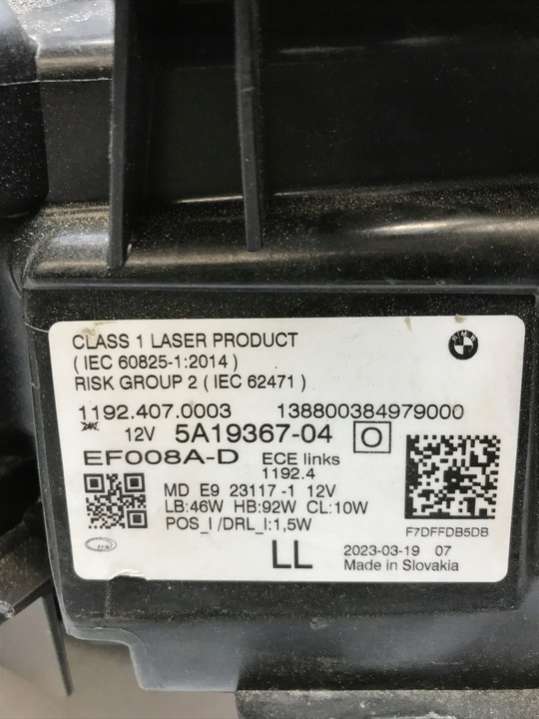 CLASS 1 LASER PRODUCT
( IEC 60825-1:2014 )
RISK GROUP 2 ( IEC 62471 )
1192.407.0003 138800384979000
12V 5A19367-04 O
EF008A-D ECE links
1192.4
MD E9 23117 -1 12V
LB:46W HB:92W CL:10W
POS_I /DRL_I:1,5W
F7DFFDB5DB
LL 2023-03-19 07
Made in Slovakia